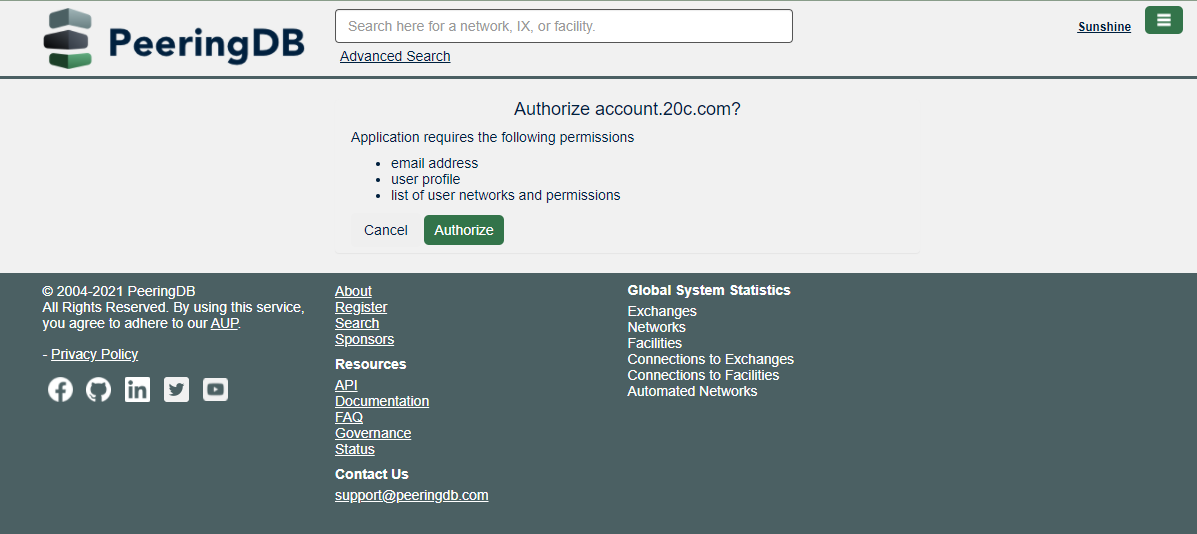 PeeringDB
Search here for a network, IX, or facility.
Advanced Search
Sunshine
Authorize account.20c.com?
Application requires the following permissions
• email address
• user profile
• list of user networks and permissions
Cancel
Authorize
© 2004-2021 PeeringDB
All Rights Reserved. By using this service,
you agree to adhere to our AUP.
- Privacy Policy
About
Register
Search
Sponsors
Resources
API
Documentation
FAQ
Governance
Status
Contact Us
support@peeringdb.com
Global System Statistics
Exchanges
Networks
Facilities
Connections to Exchanges
Connections to Facilities
Automated Networks